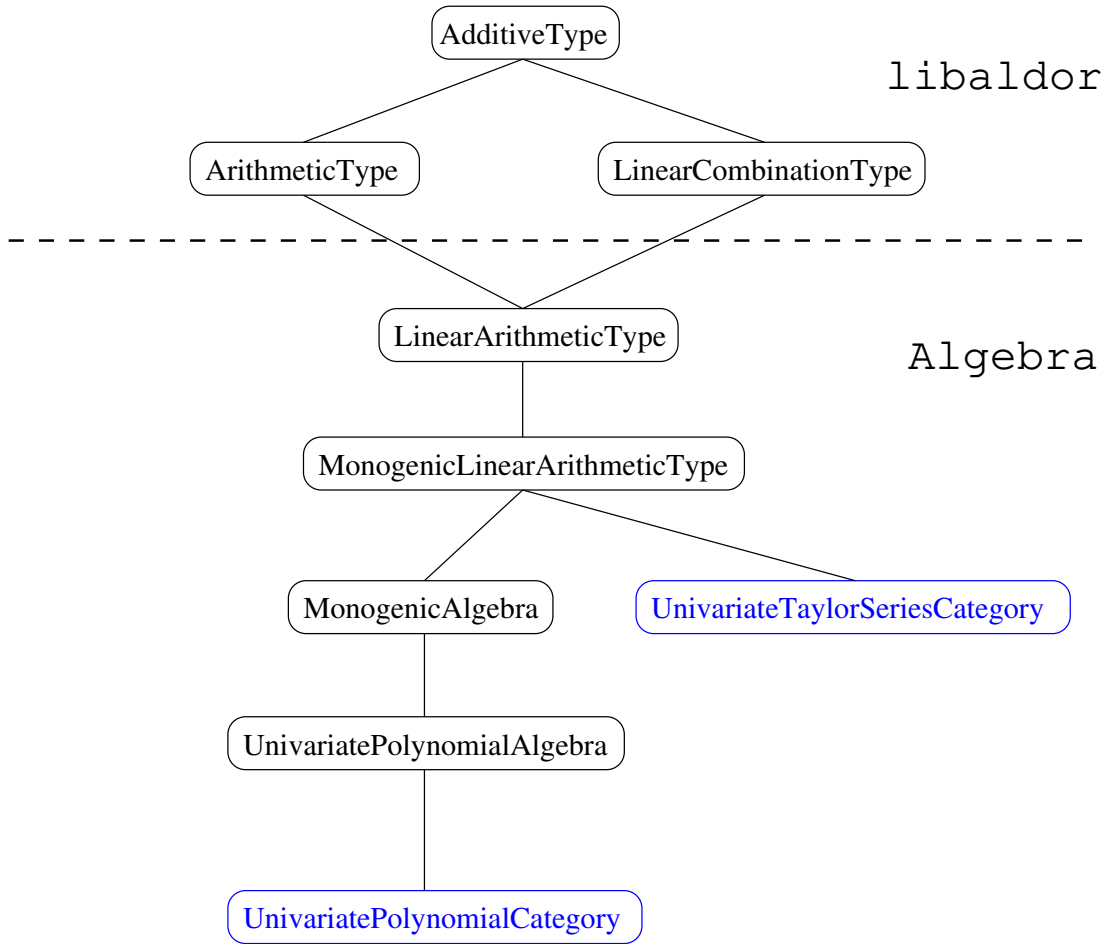 AdditiveType
libaldor
ArithmeticType
LinearCombinationType
LinearArithmeticType
Algebra
MonogenicLinearArithmeticType
MonogenicAlgebra
UnivariateTaylorSeriesCategory
UnivariatePolynomialAlgebra
UnivariatePolynomialCategory